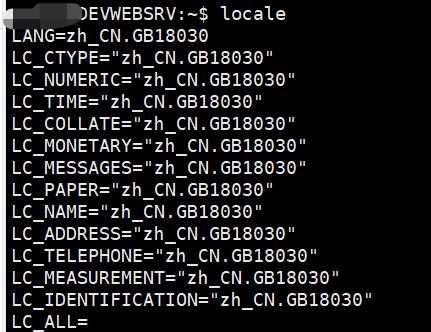 DEVWEBSRV:~$ locale
LANG=zh_CN.GB18030
LC_CTYPE="zh_CN.GB18030"
LC_NUMERIC="zh_CN.GB18030"
LC_TIME="zh_CN.GB18030"
LC_COLLATE="zh_CN.GB18030"
LC_MONETARY="zh_CN.GB18030"
LC_MESSAGES="zh_CN.GB18030"
LC_PAPER="zh_CN.GB18030"
LC_NAME="zh_CN.GB18030"
LC_ADDRESS="zh_CN.GB18030"
LC_TELEPHONE="zh_CN.GB18030"
LC_MEASUREMENT="zh_CN.GB18030"
LC_IDENTIFICATION="zh_CN.GB18030"
LC_ALL=